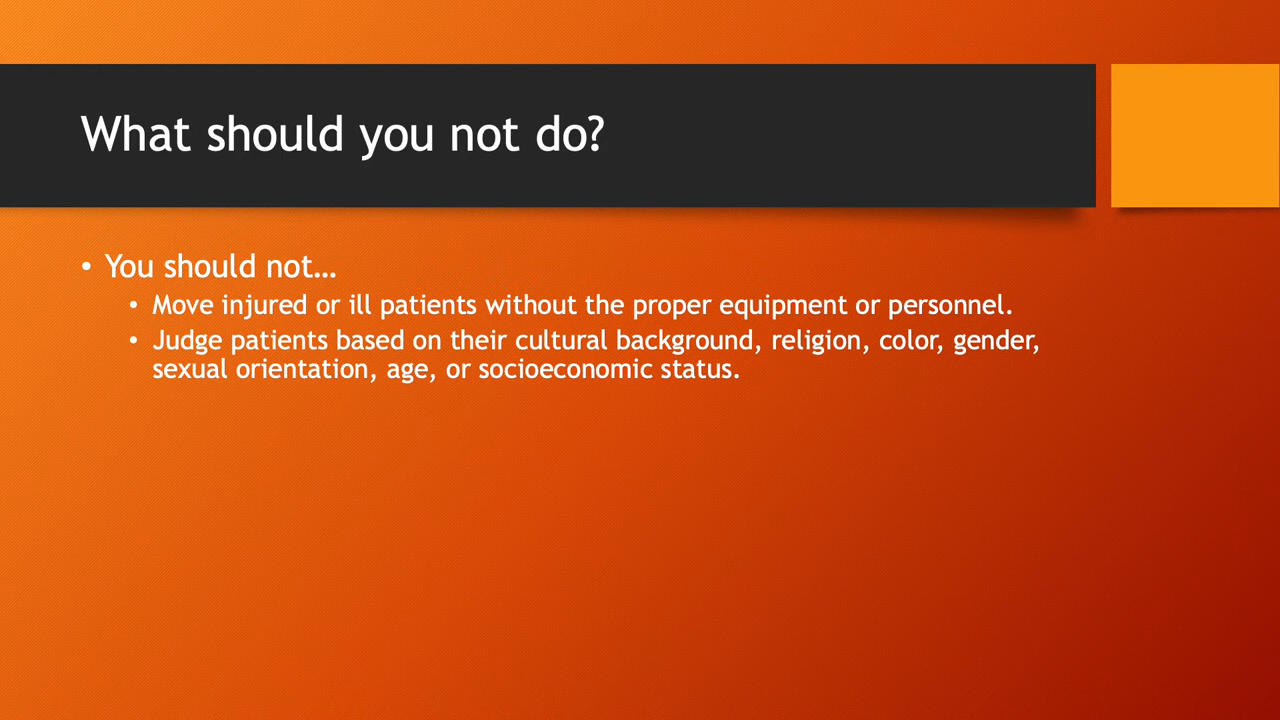 What should you not do?
• You should not…
• Move injured or ill patients without the proper equipment or personnel.
• Judge patients based on their cultural background, religion, color, gender,
sexual orientation, age, or socioeconomic status.